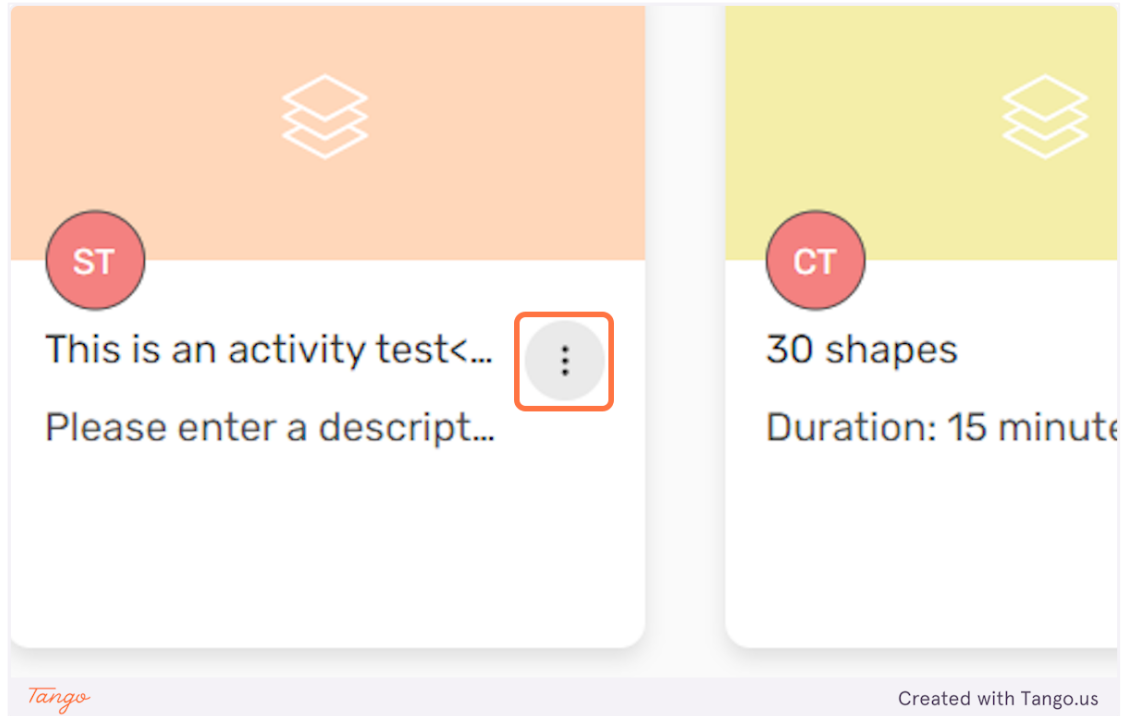 ST
This is an activity test<...
Please enter a descript...
CT
30 shapes
Duration: 15 minute
Tango
Created with Tango.us